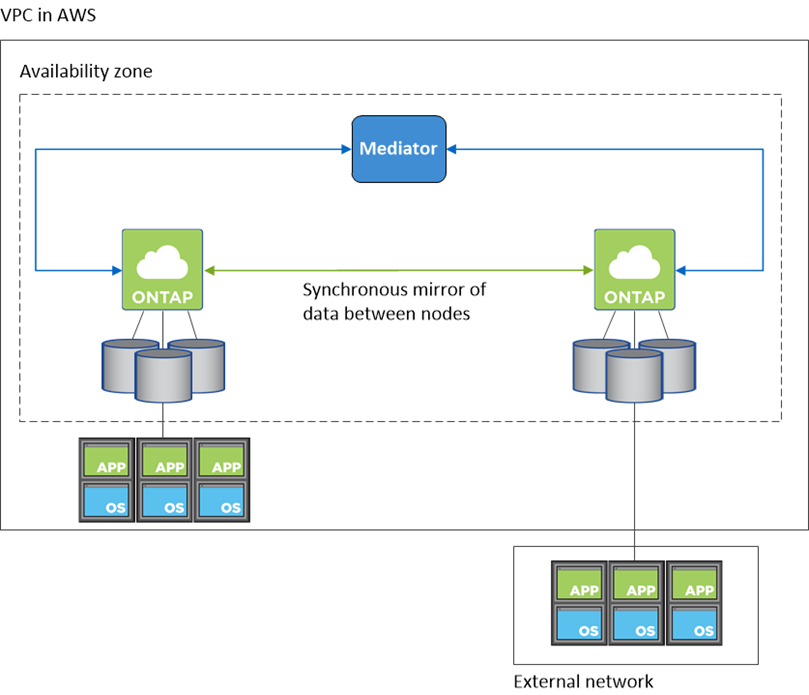 VPC in AWS
Availability zone
Mediator
ONTAP
ONTAP
Synchronous mirror of
data between nodes
APP APP APP
OS OS OS
APP APP APP
OS OS OS
External network